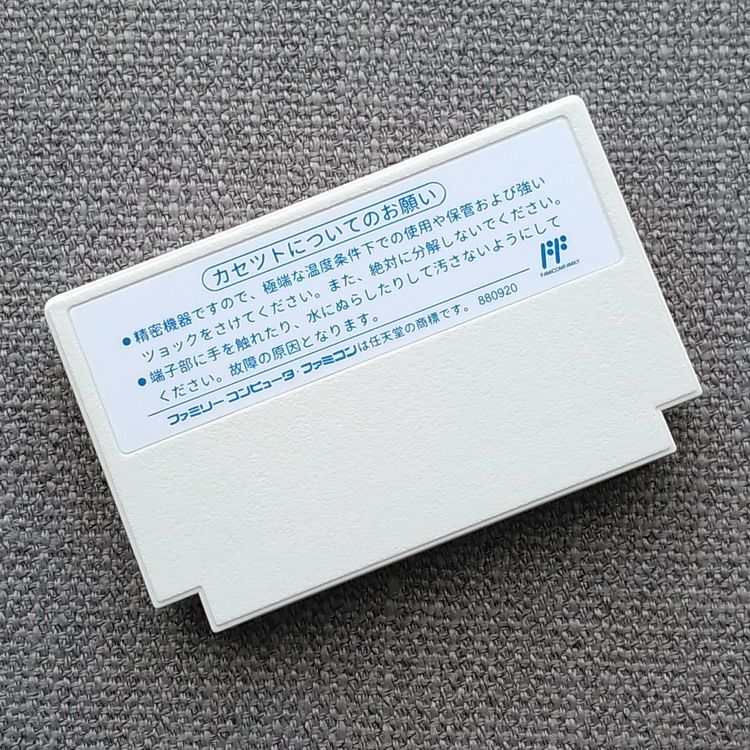 カセットについてのお願い
●精密機器ですので、極端な温度条件下での使用や保管および強い
ショックをさけてください。また、絶対に分解しないでください。
●端子部に手を触れたり、水にぬらしたりして汚さないようにして
ください。故障の原因となります。
FAMICOM FAMILY
ファミリーコンピュータ・ファミコンは任天堂の商標です。 880920